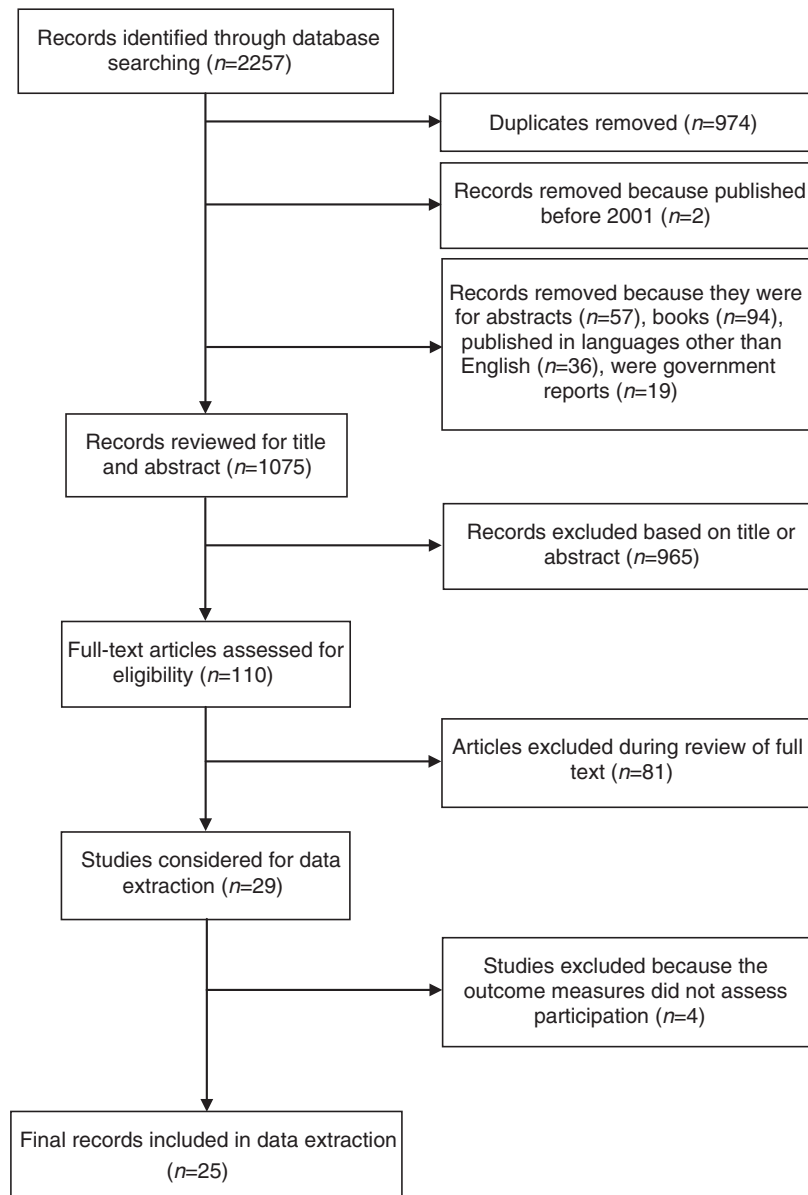 Records identified through database
searching (n=2257)
Duplicates removed (n=974)
Records removed because published
before 2001 (n=2)
Records removed because they were
for abstracts (n=57), books (n=94),
published in languages other than
English (n=36), were government
reports (n=19)
Records reviewed for title
and abstract (n=1075)
Records excluded based on title or
abstract (n=965)
Full-text articles assessed for
eligibility (n=110)
Articles excluded during review of full
text (n=81)
Studies considered for data
extraction (n=29)
Studies excluded because the
outcome measures did not assess
participation (n=4)
Final records included in data extraction
(n=25)